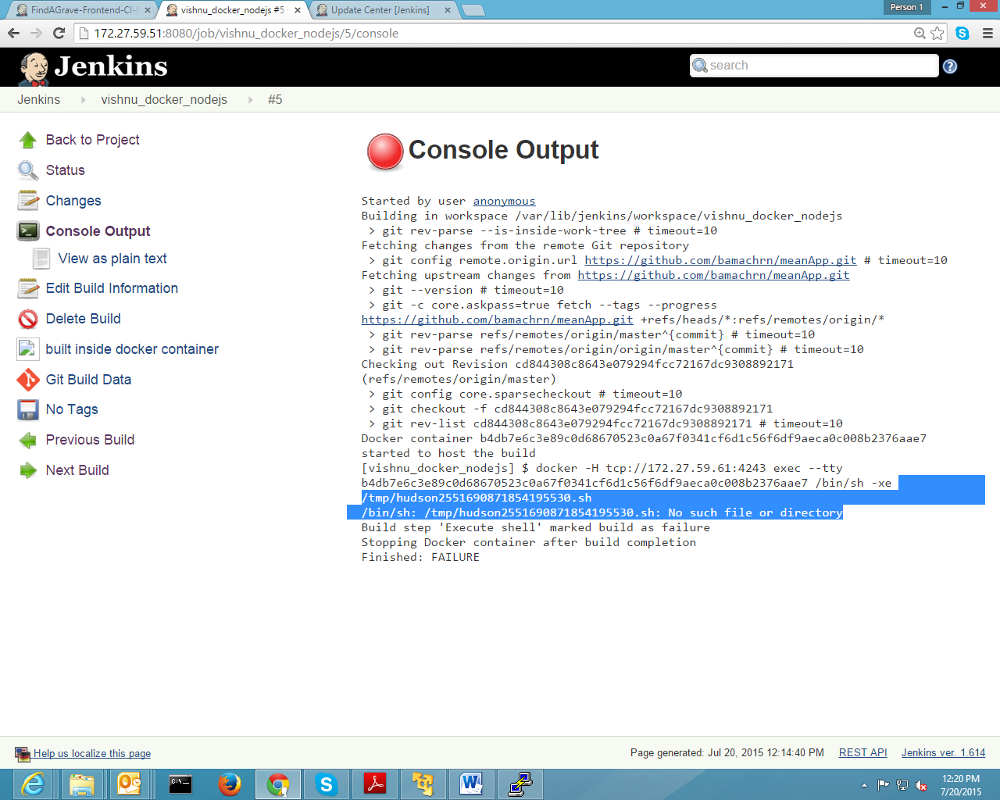 FindAGrave-Frontend-CI-E
vishnu_docker_nodejs #5
Update Center [Jenkins]
Person 1
172.27.59.51:8080/job/vishnu_docker_nodejs/5/console
Jenkins
search
Jenkins
vishnu_docker_nodejs
#5
Back to Project
Status
Changes
Console Output
View as plain text
Edit Build Information
Delete Build
built inside docker container
Git Build Data
No Tags
Previous Build
Next Build
Console Output
Started by user anonymous
Building in workspace /var/lib/jenkins/workspace/vishnu_docker_nodejs
> git rev-parse --is-inside-work-tree # timeout=10
Fetching changes from the remote Git repository
> git config remote.origin.url https://github.com/bamachrn/meanApp.git # timeout=10
Fetching upstream changes from https://github.com/bamachrn/meanApp.git
> git --version # timeout=10
> git -c core.askpass=true fetch --tags --progress
https://github.com/bamachrn/meanApp.git +refs/heads/*:refs/remotes/origin/*
> git rev-parse refs/remotes/origin/master^{commit} # timeout=10
> git rev-parse refs/remotes/origin/origin/master^{commit} # timeout=10
Checking out Revision cd844308c8643e079294fcc72167dc9308892171
(refs/remotes/origin/master)
> git config core.sparsecheckout # timeout=10
> git checkout -f cd844308c8643e079294fcc72167dc9308892171
> git rev-list cd844308c8643e079294fcc72167dc9308892171 # timeout=10
Docker container b4db7e6c3e89c0d68670523c0a67f0341cf6d1c56f6df9aeca0c008b2376aae7
started to host the build
[vishnu_docker_nodejs] $ docker -H tcp://172.27.59.61:4243 exec --tty
b4db7e6c3e89c0d68670523c0a67f0341cf6d1c56f6df9aeca0c008b2376aae7 /bin/sh -xe
/tmp/hudson2551690871854195530.sh
/bin/sh: /tmp/hudson2551690871854195530.sh: No such file or directory
Build step 'Execute shell' marked build as failure
Stopping Docker container after build completion
Finished: FAILURE
Help us localize this page
Page generated: Jul 20, 2015 12:14:40 PM
REST API
Jenkins ver. 1.614
12:20 PM
7/20/2015